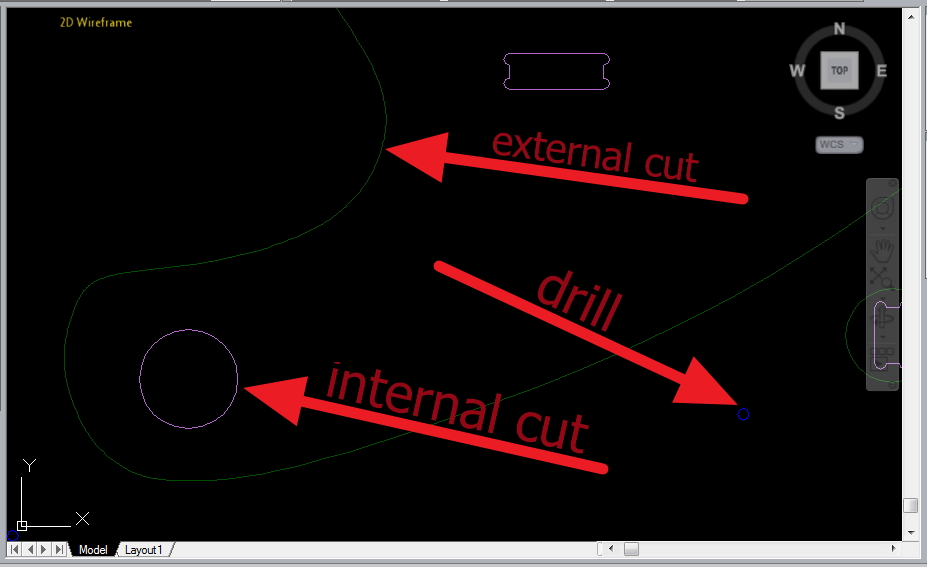 2D Wireframe
N
W
TOP
E
S
WCS
external cut
drill
internal cut
Y
X
Model
Layout1